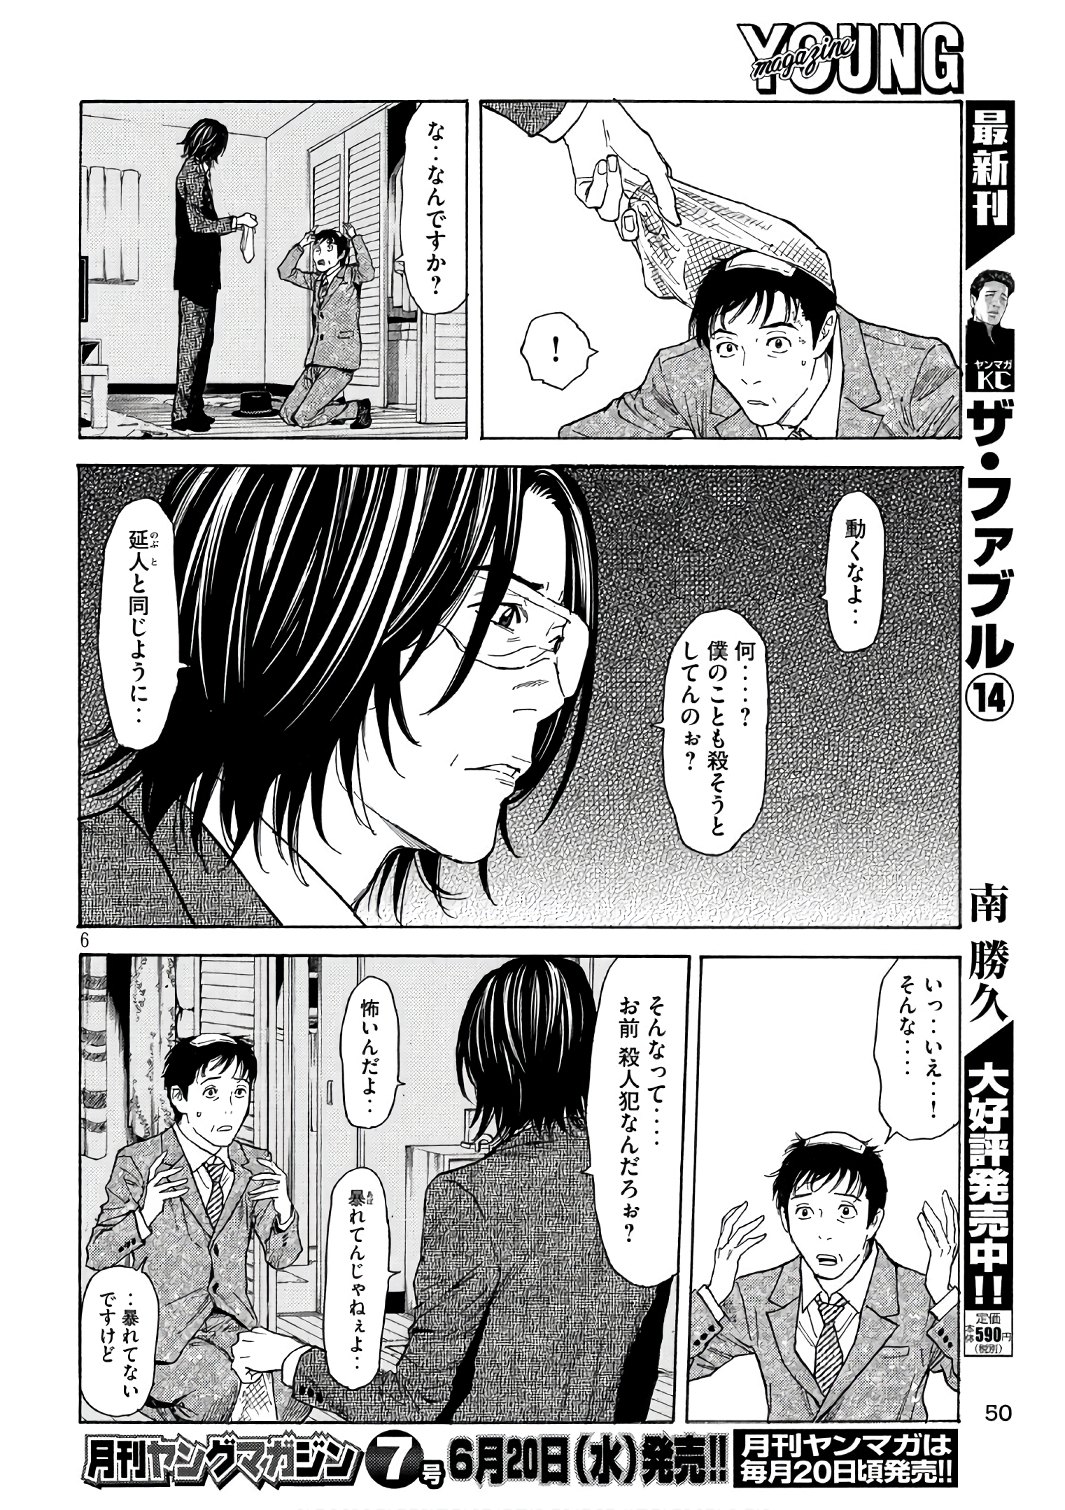 YOUNG
magazine
！
な‥なんですか？
動くなよ‥
何‥‥？
僕のことも殺そうと
してんのぉ？
延人と同じように‥
のぶと
いっ‥いえ‥！
そんな‥‥
そんなって‥‥
お前 殺人犯なんだろぉ？
怖いんだよ‥
暴れてんじゃねぇよ‥
あば
‥暴れてない
ですけど
6
最新刊
ヤンマガ
KC
ザ・ファブル⑭
南勝久
大好評発売中!!
定価
本体590円
(税別)
50
月刊ヤングマガジン7号 6月20日(水)発売!!
月刊ヤンマガは
毎月20日頃発売!!